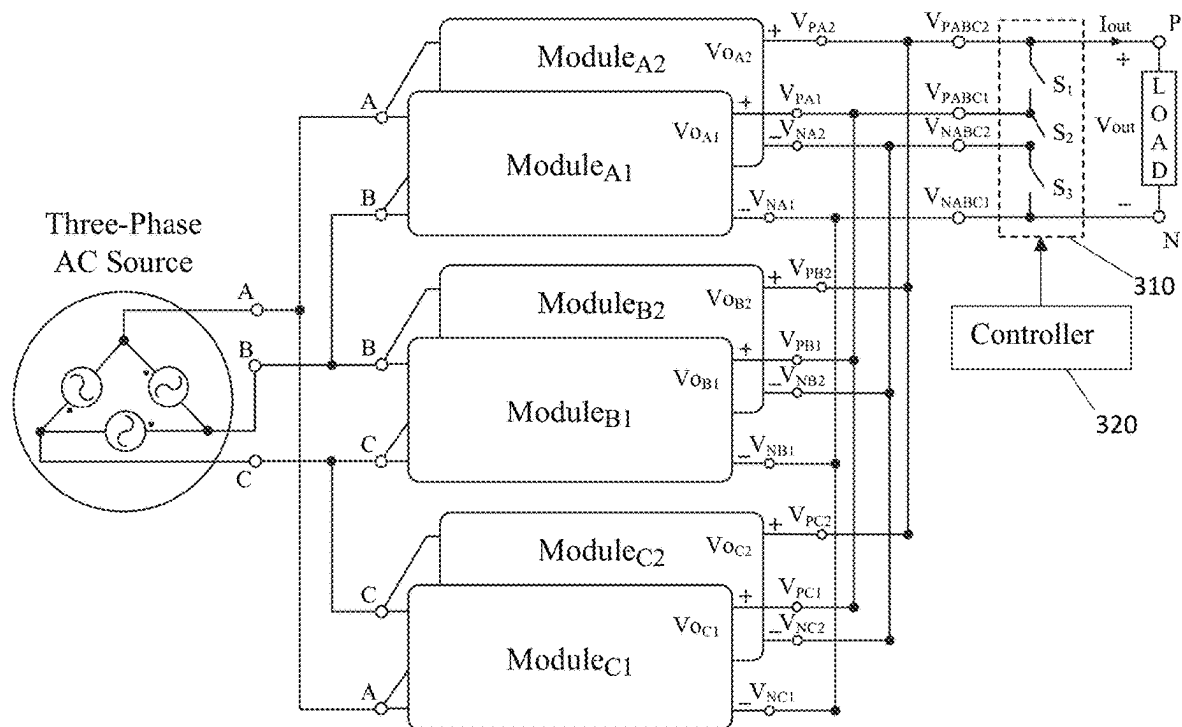 Three-Phase
AC Source
A
B
C
A
B
Module_A2
Vo_A2
+ V_PA2
Module_A1
Vo_A1
+ V_PA1
– V_NA2
– V_NA1
B
C
Module_B2
Vo_B2
+ V_PB2
Module_B1
Vo_B1
+ V_PB1
– V_NB2
– V_NB1
C
A
Module_C2
Vo_C2
+ V_PC2
Module_C1
Vo_C1
+ V_PC1
– V_NC2
– V_NC1
V_PABC2
V_PABC1
V_NABC2
V_NABC1
S_1
S_2
S_3
Iout
+
Vout
–
P
LOAD
N
310
Controller
320